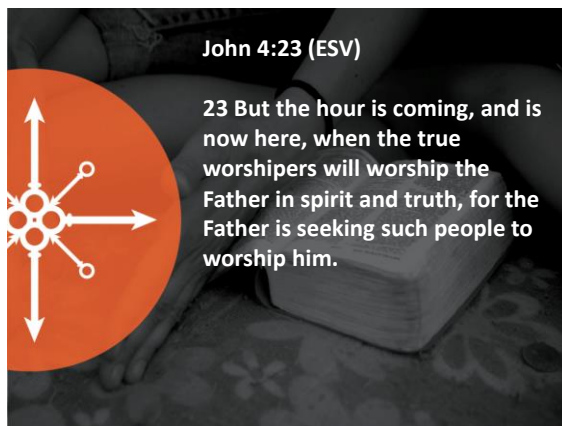 John 4:23 (ESV)
23 But the hour is coming, and is
now here, when the true
worshipers will worship the
Father in spirit and truth, for the
Father is seeking such people to
worship him.